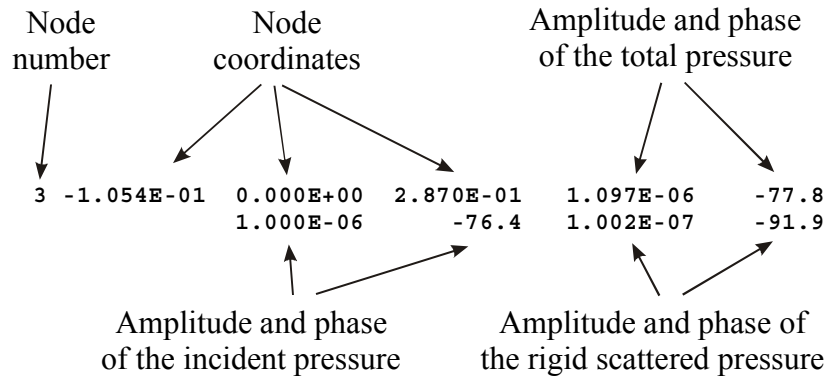 Node
number
Node
coordinates
Amplitude and phase
of the total pressure
3 -1.054E-01 0.000E+00 2.870E-01 1.097E-06 -77.8
1.000E-06 -76.4 1.002E-07 -91.9
Amplitude and phase
of the incident pressure
Amplitude and phase of
the rigid scattered pressure